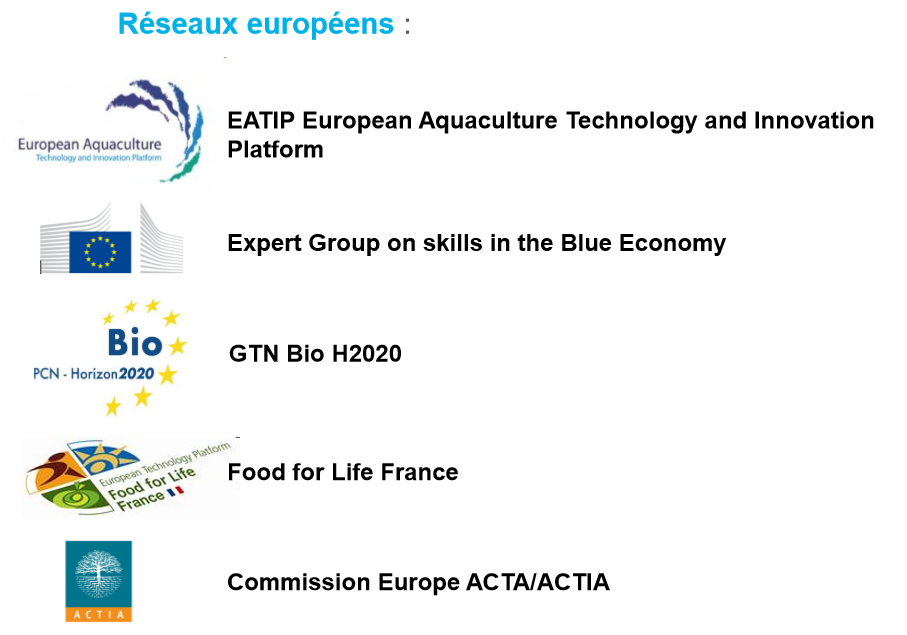 Réseaux européens :
European Aquaculture
Technology and Innovation Platform
EATIP European Aquaculture Technology and Innovation
Platform
Expert Group on skills in the Blue Economy
Bio
PCN - Horizon2020
GTN Bio H2020
European Technology Platform
Food for Life
France
Food for Life France
ACTIA
Commission Europe ACTA/ACTIA